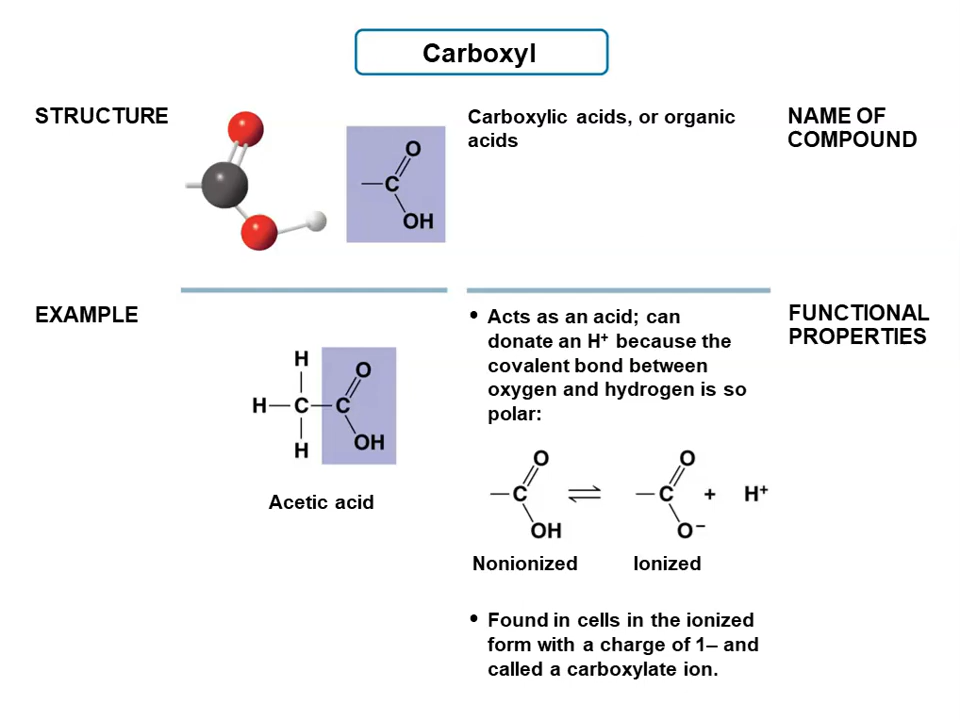 Carboxyl
STRUCTURE
O
C
OH
Carboxylic acids, or organic
acids
NAME OF
COMPOUND
EXAMPLE
H
O
H—C—C
H
OH
Acetic acid
• Acts as an acid; can
donate an H⁺ because the
covalent bond between
oxygen and hydrogen is so
polar:
O
O
—C ⇌ —C + H⁺
OH
O⁻
Nonionized
Ionized
• Found in cells in the ionized
form with a charge of 1– and
called a carboxylate ion.
FUNCTIONAL
PROPERTIES